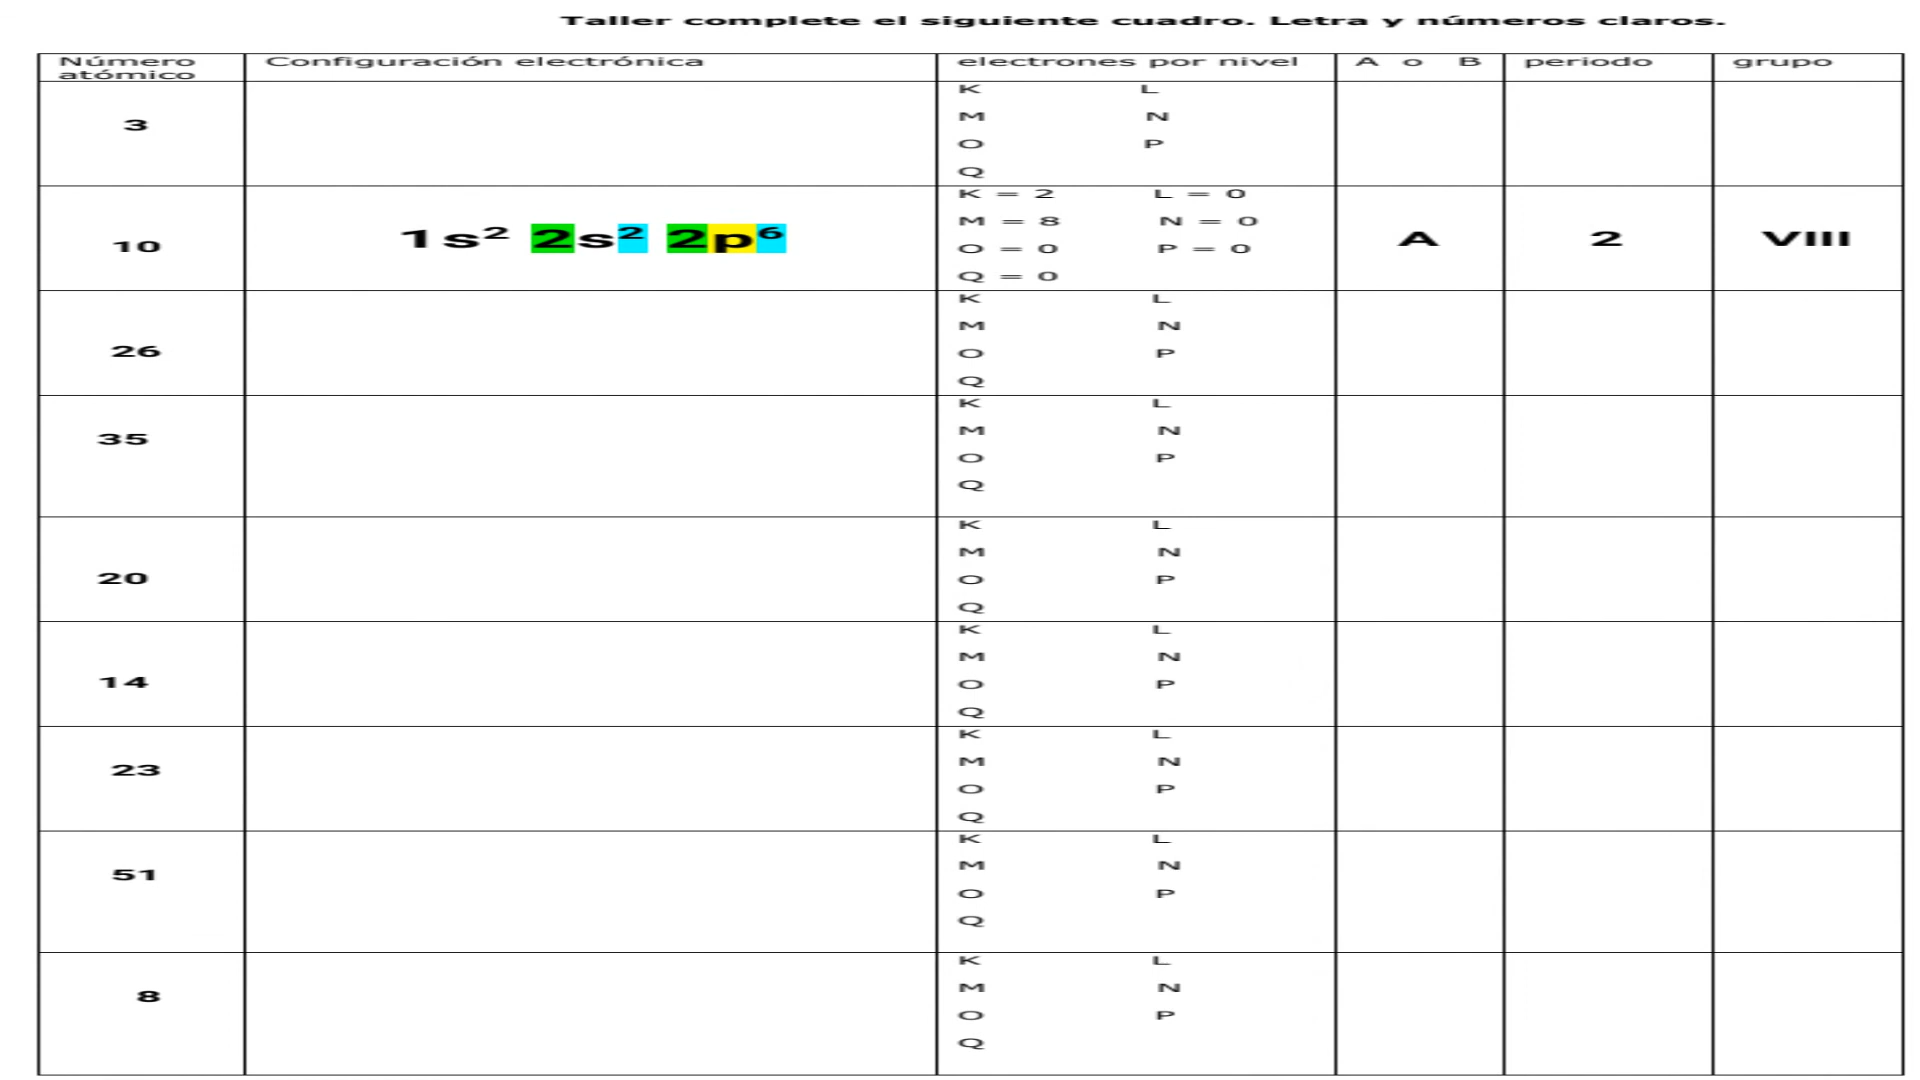 Taller complete el siguiente cuadro. Letra y números claros.
Número atómico Configuración electrónica electrones por nivel A o B periodo grupo
3
K L
M N
O P
Q
10
1s² 2s² 2p⁶
K = 2 L = 0
M = 8 N = 0
O = 0 P = 0
Q = 0
A 2 VIII
26
K L
M N
O P
Q
35
K L
M N
O P
Q
20
K L
M N
O P
Q
14
K L
M N
O P
Q
23
K L
M N
O P
Q
51
K L
M N
O P
Q
8
K L
M N
O P
Q